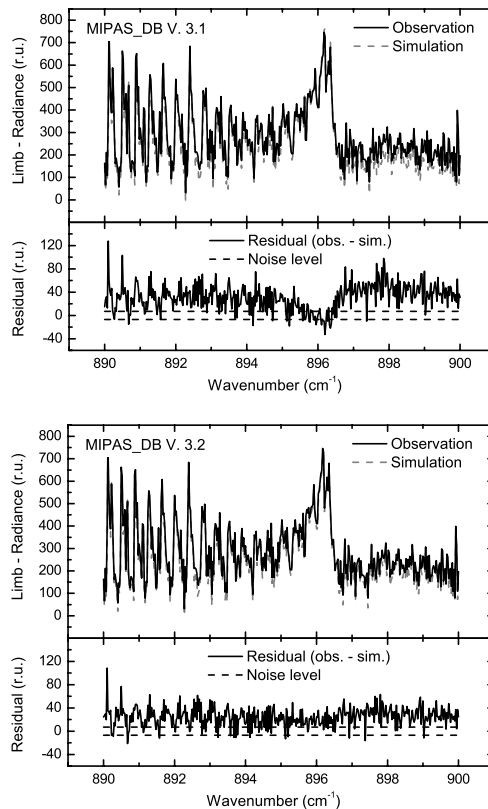 MIPAS_DB V. 3.1
Observation
Simulation
Limb - Radiance (r.u.)
800
700
600
500
400
300
200
100
0
Residual (obs. - sim.)
Noise level
Residual (r.u.)
120
80
40
0
-40
890
892
894
896
898
900
Wavenumber (cm⁻¹)
MIPAS_DB V. 3.2
Observation
Simulation
Limb - Radiance (r.u.)
800
700
600
500
400
300
200
100
0
Residual (obs. - sim.)
Noise level
Residual (r.u.)
160
120
80
40
0
-40
890
892
894
896
898
900
Wavenumber (cm⁻¹)